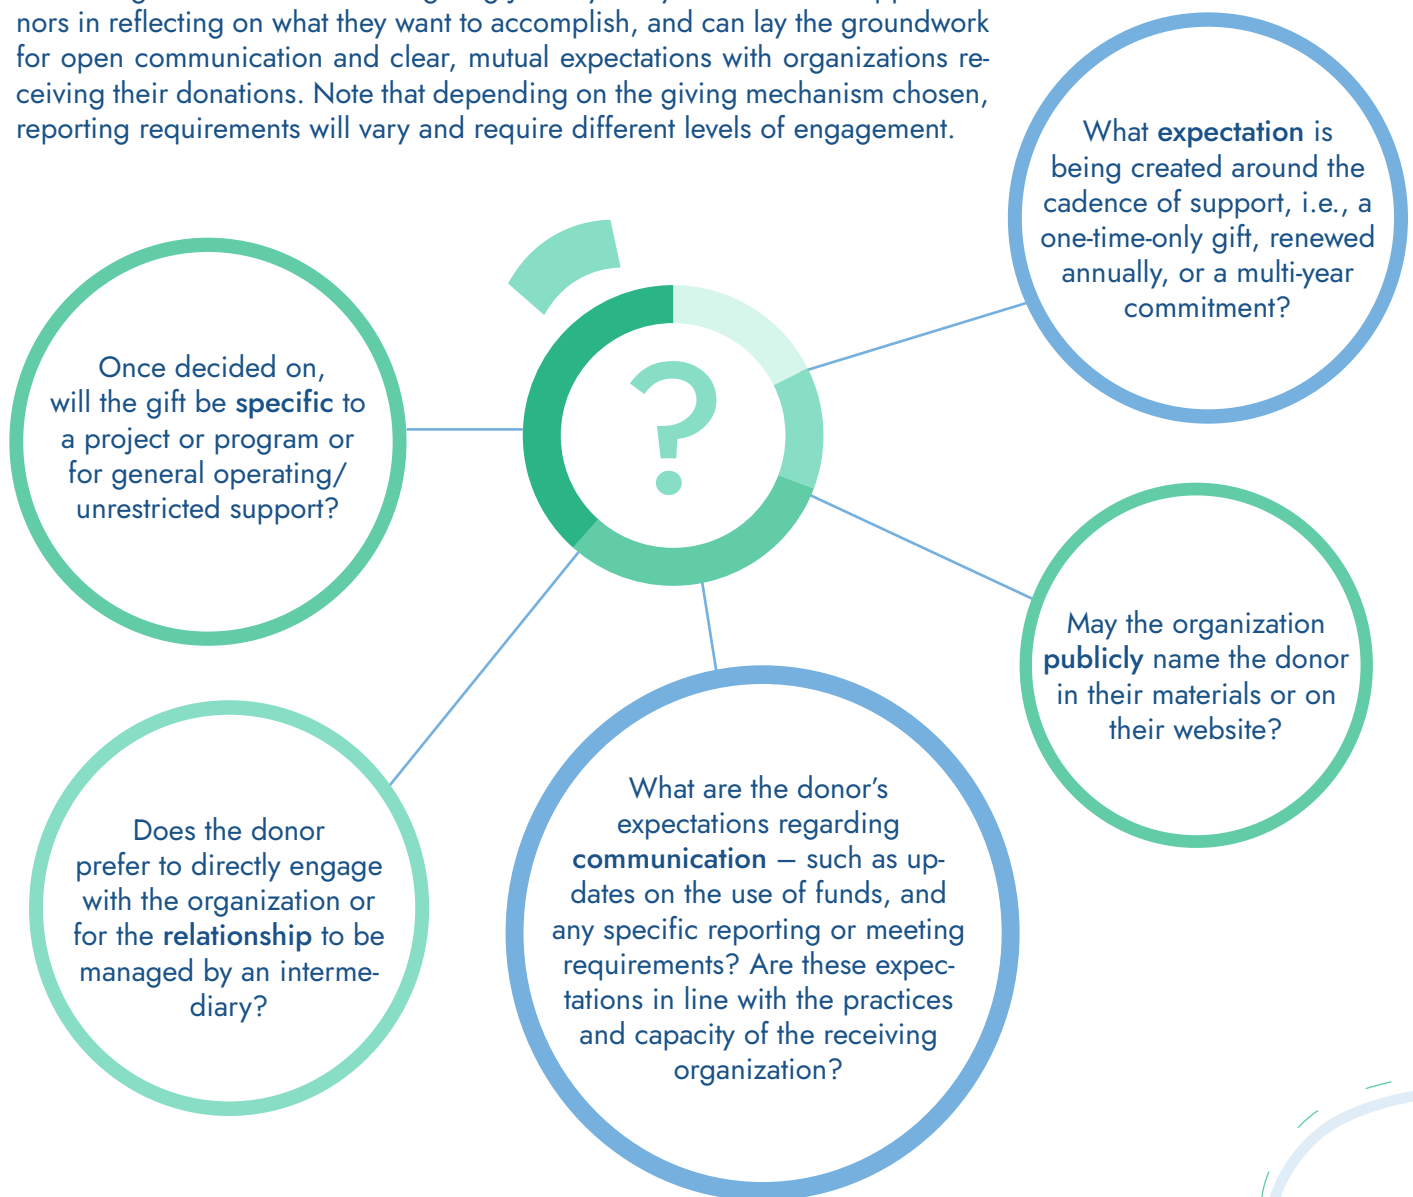 nors in reflecting on what they want to accomplish, and can lay the groundwork
for open communication and clear, mutual expectations with organizations re-
ceiving their donations. Note that depending on the giving mechanism chosen,
reporting requirements will vary and require different levels of engagement.
What expectation is
being created around the
cadence of support, i.e., a
one-time-only gift, renewed
annually, or a multi-year
commitment?
Once decided on,
will the gift be specific to
a project or program or
for general operating/
unrestricted support?
?
May the organization
publicly name the donor
in their materials or on
their website?
Does the donor
prefer to directly engage
with the organization or
for the relationship to be
managed by an interme-
diary?
What are the donor’s
expectations regarding
communication – such as up-
dates on the use of funds, and
any specific reporting or meeting
requirements? Are these expec-
tations in line with the practices
and capacity of the receiving
organization?